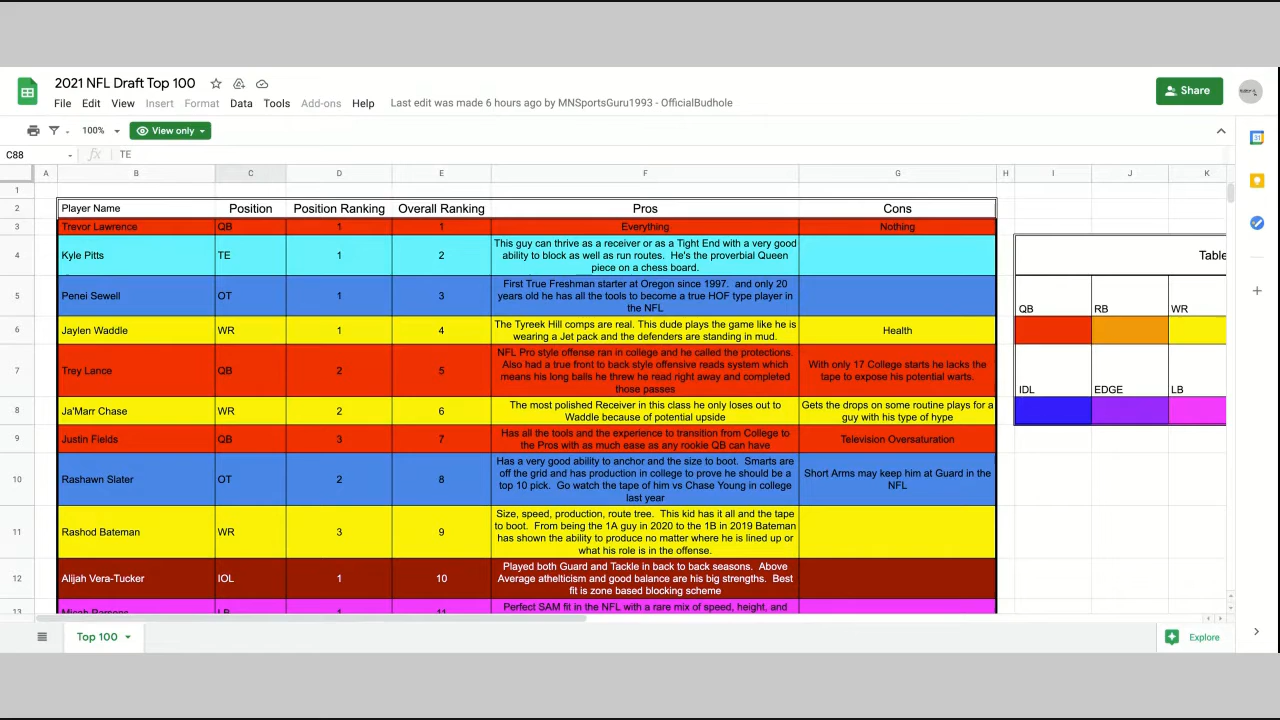 2021 NFL Draft Top 100
File Edit View Insert Format Data Tools Add-ons Help Last edit was made 6 hours ago by MNSportsGuru1993 - OfficialBudhole
Share
100% View only
C88 fx TE
A B C D E F G H I J K
1
2 Player Name Position Position Ranking Overall Ranking Pros Cons
3 Trevor Lawrence QB 1 1 Everything Nothing
4 Kyle Pitts TE 1 2
This guy can thrive as a receiver or as a Tight End with a very good
ability to block as well as run routes. He's the proverbial Queen
piece on a chess board.
5 Penei Sewell OT 1 3
First True Freshman starter at Oregon since 1997. and only 20
years old he has all the tools to become a true HOF type player in
the NFL
6 Jaylen Waddle WR 1 4
The Tyreek Hill comps are real. This dude plays the game like he is
wearing a Jet pack and the defenders are standing in mud.
Health
7 Trey Lance QB 2 5
NFL Pro style offense ran in college and he called the protections.
Also had a true front to back style offensive reads system which
means his long balls he threw he read right away and completed
those passes
With only 17 College starts he lacks the
tape to expose his potential warts.
8 Ja'Marr Chase WR 2 6
The most polished Receiver in this class he only loses out to
Waddle because of potential upside
Gets the drops on some routine plays for a
guy with his type of hype
9 Justin Fields QB 3 7
Has all the tools and the experience to transition from College to
the Pros with as much ease as any rookie QB can have
Television Oversaturation
10 Rashawn Slater OT 2 8
Has a very good ability to anchor and the size to boot. Smarts are
off the grid and has production in college to prove he should be a
top 10 pick. Go watch the tape of him vs Chase Young in college
last year
Short Arms may keep him at Guard in the
NFL
11 Rashod Bateman WR 3 9
Size, speed, production, route tree. This kid has it all and the tape
to boot. From being the 1A guy in 2020 to the 1B in 2019 Bateman
has shown the ability to produce no matter where he is lined up or
what his role is in the offense.
12 Alijah Vera-Tucker IOL 1 10
Played both Guard and Tackle in back to back seasons. Above
Average athelticism and good balance are his big strengths. Best
fit is zone based blocking scheme
13 Micah Parsons LB 1 11
Perfect SAM fit in the NFL with a rare mix of speed, height, and
Table
QB RB WR
IDL EDGE LB
Top 100
Explore